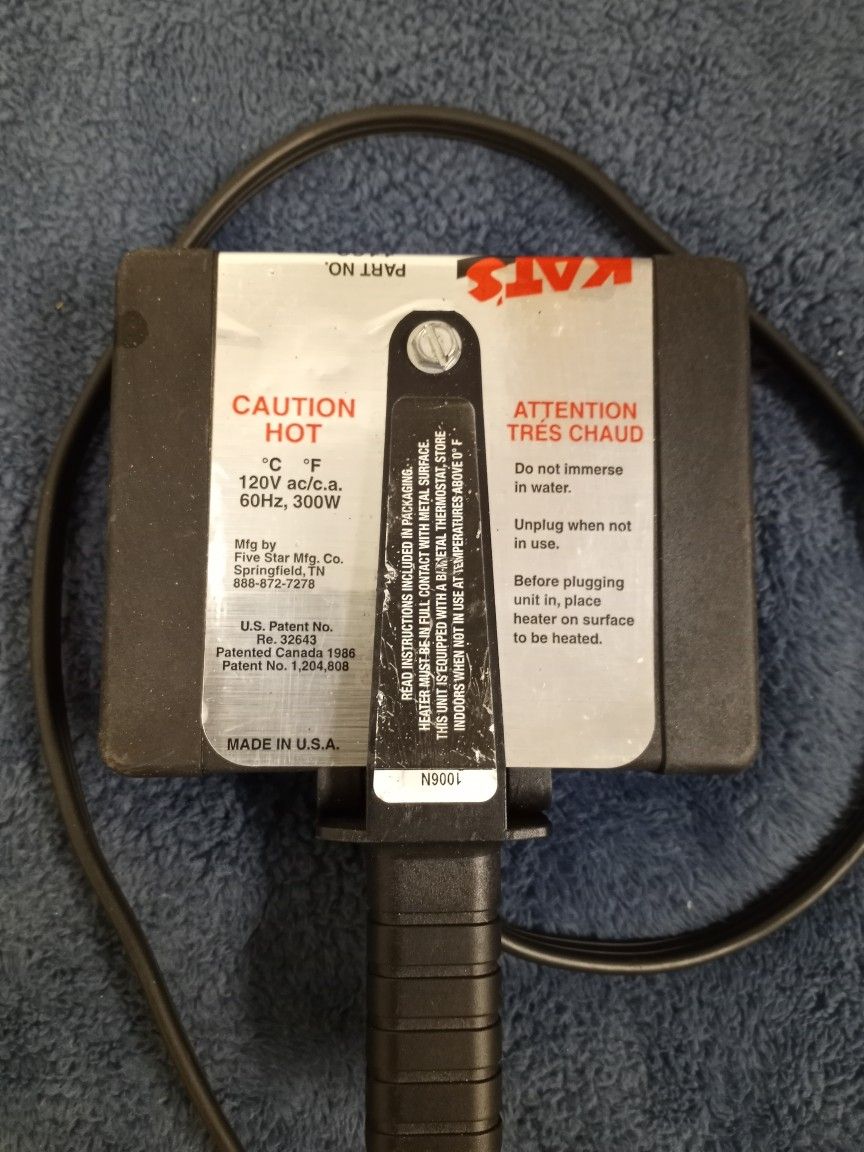 KAT'S
PART NO.
CAUTION
HOT
°C °F
120V ac/c.a.
60Hz, 300W
Mfg by
Five Star Mfg. Co.
Springfield, TN
888-872-7278
U.S. Patent No.
Re. 32643
Patented Canada 1986
Patent No. 1,204,808
MADE IN U.S.A.
READ INSTRUCTIONS INCLUDED IN PACKAGING.
HEATER MUST BE IN FULL CONTACT WITH METAL SURFACE.
THIS UNIT IS EQUIPPED WITH A BI-METAL THERMOSTAT, STORE
INDOORS WHEN NOT IN USE AT TEMPERATURES ABOVE 0° F
1006N
ATTENTION
TRÉS CHAUD
Do not immerse
in water.
Unplug when not
in use.
Before plugging
unit in, place
heater on surface
to be heated.